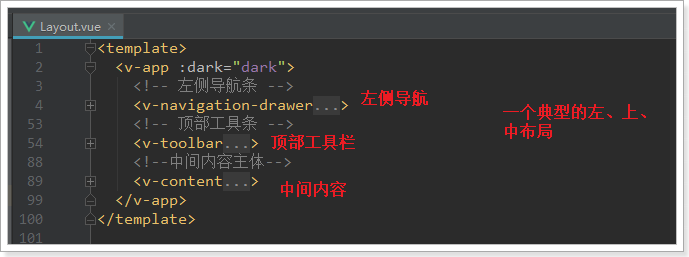 Layout.vue
1 <template>
2 <v-app :dark="dark">
3 <!-- 左侧导航条 -->
4 <v-navigation-drawer...> 左侧导航
53 <!-- 顶部工具条 -->
54 <v-toolbar...> 顶部工具栏
88 <!--中间内容主体-->
89 <v-content...> 中间内容
99 </v-app>
100 </template>
101
一个典型的左、上、
中布局